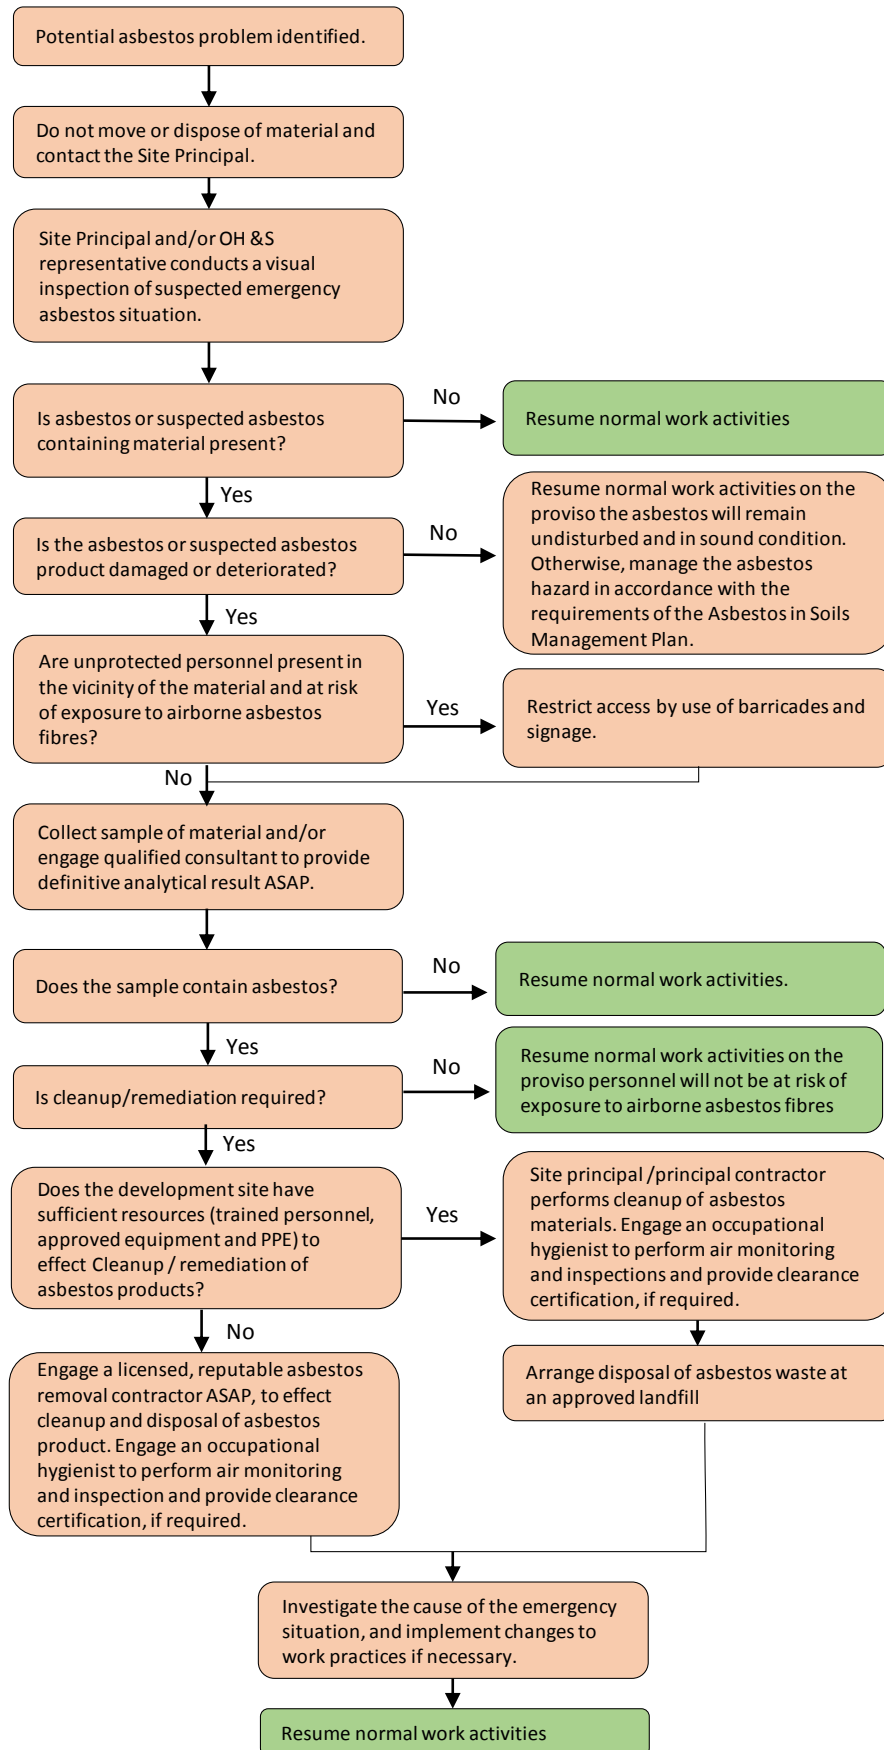 Potential asbestos problem identified.
Do not move or dispose of material and
contact the Site Principal.
Site Principal and/or OH &S
representative conducts a visual
inspection of suspected emergency
asbestos situation.
Is asbestos or suspected asbestos
containing material present?
No
Resume normal work activities
Yes
Is the asbestos or suspected asbestos
product damaged or deteriorated?
No
Resume normal work activities on the
proviso the asbestos will remain
undisturbed and in sound condition.
Otherwise, manage the asbestos
hazard in accordance with the
requirements of the Asbestos in Soils
Management Plan.
Yes
Are unprotected personnel present in
the vicinity of the material and at risk
of exposure to airborne asbestos
fibres?
Yes
Restrict access by use of barricades and
signage.
No
Collect sample of material and/or
engage qualified consultant to provide
definitive analytical result ASAP.
Does the sample contain asbestos?
No
Resume normal work activities.
Yes
Is cleanup/remediation required?
No
Resume normal work activities on the
proviso personnel will not be at risk of
exposure to airborne asbestos fibres
Yes
Does the development site have
sufficient resources (trained personnel,
approved equipment and PPE) to
effect Cleanup / remediation of
asbestos products?
Yes
Site principal /principal contractor
performs cleanup of asbestos
materials. Engage an occupational
hygienist to perform air monitoring
and inspections and provide clearance
certification, if required.
No
Engage a licensed, reputable asbestos
removal contractor ASAP, to effect
cleanup and disposal of asbestos
product. Engage an occupational
hygienist to perform air monitoring
and inspection and provide clearance
certification, if required.
Arrange disposal of asbestos waste at
an approved landfill
Investigate the cause of the emergency
situation, and implement changes to
work practices if necessary.
Resume normal work activities